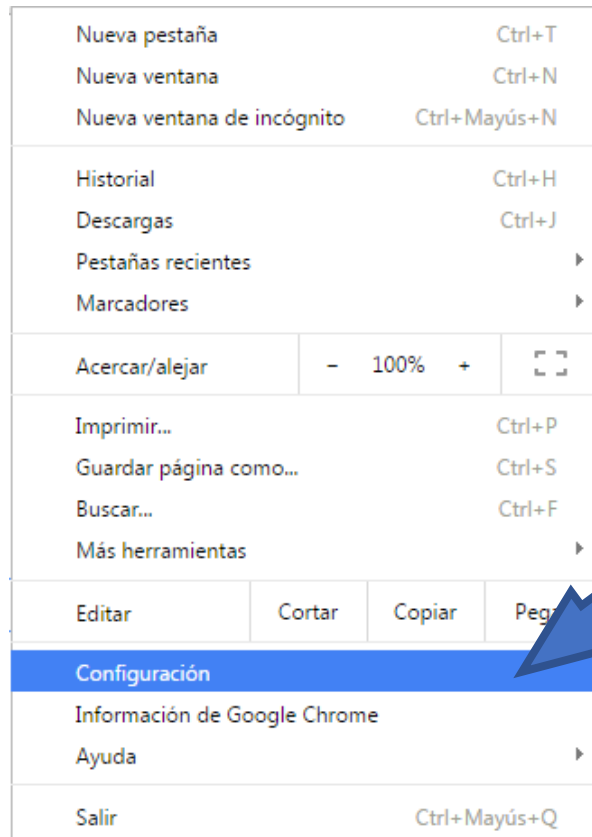 Nueva pestaña Ctrl+T
Nueva ventana Ctrl+N
Nueva ventana de incógnito Ctrl+Mayús+N
Historial Ctrl+H
Descargas Ctrl+J
Pestañas recientes
Marcadores
Acercar/alejar − 100% +
Imprimir... Ctrl+P
Guardar página como... Ctrl+S
Buscar... Ctrl+F
Más herramientas
Editar Cortar Copiar Pega
Configuración
Información de Google Chrome
Ayuda
Salir Ctrl+Mayús+Q